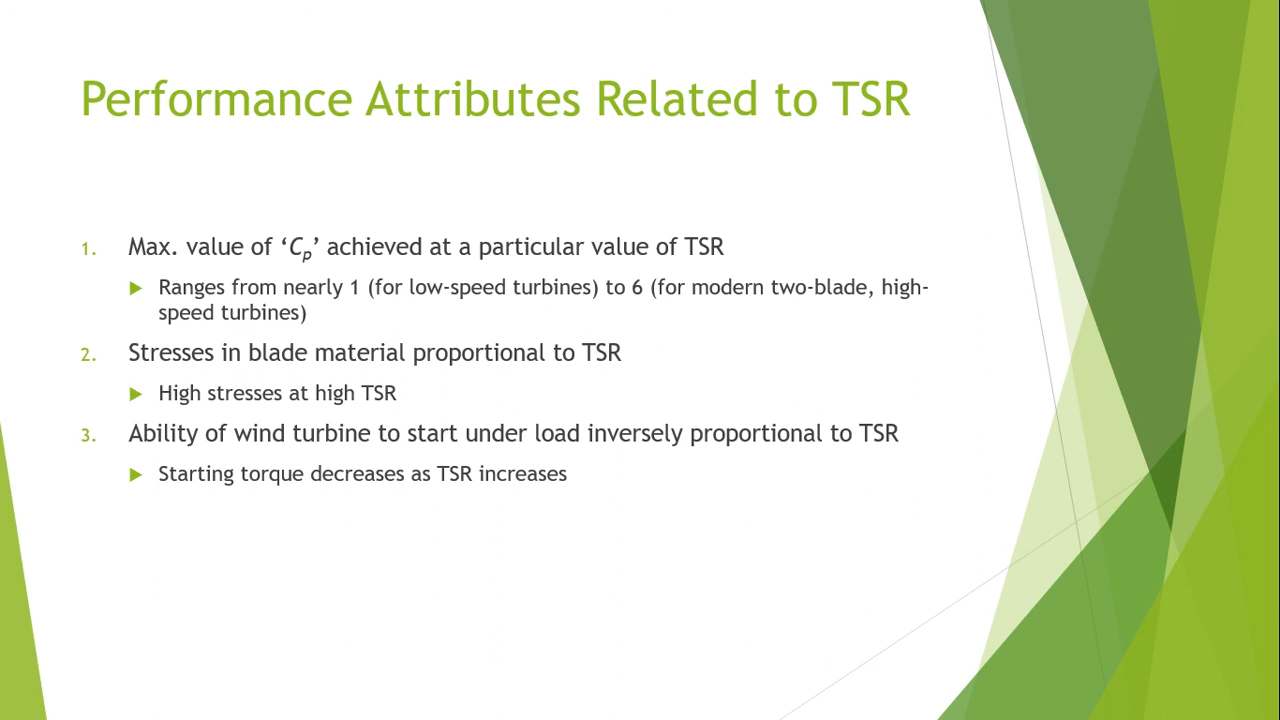 Performance Attributes Related to TSR
1. Max. value of ‘Cp’ achieved at a particular value of TSR
Ranges from nearly 1 (for low-speed turbines) to 6 (for modern two-blade, high-
speed turbines)
2. Stresses in blade material proportional to TSR
High stresses at high TSR
3. Ability of wind turbine to start under load inversely proportional to TSR
Starting torque decreases as TSR increases